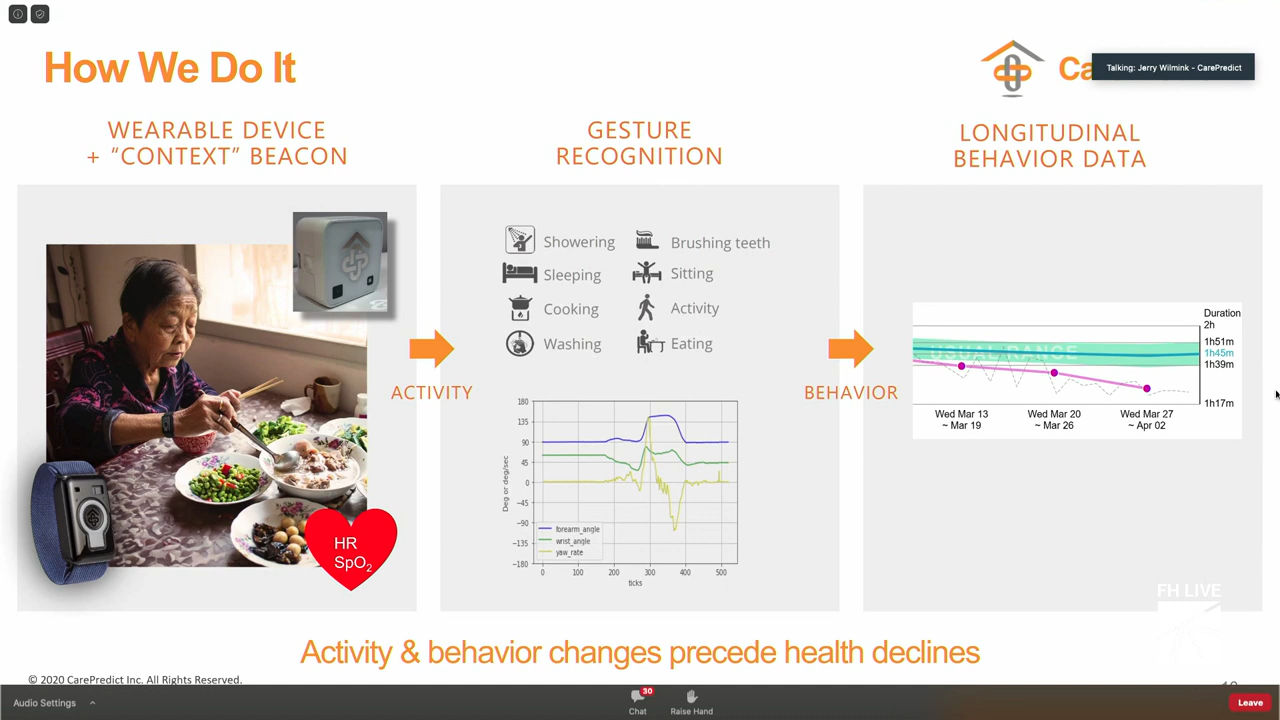 How We Do It
Talking: Jerry Wilmink - CarePredict
WEARABLE DEVICE
+ "CONTEXT" BEACON
GESTURE
RECOGNITION
LONGITUDINAL
BEHAVIOR DATA
HR
SpO₂
ACTIVITY
Showering
Brushing teeth
Sleeping
Sitting
Cooking
Activity
Washing
Eating
180
135
90
45
0
−45
−90
−135
−180
Deg or deg/sec
forearm_angle
wrist_angle
yaw_rate
0 100 200 300 400 500
ticks
BEHAVIOR
USUAL RANGE
Duration
2h
1h51m
1h45m
1h39m
1h17m
Wed Mar 13
~ Mar 19
Wed Mar 20
~ Mar 26
Wed Mar 27
~ Apr 02
FH LIVE
Activity & behavior changes precede health declines
© 2020 CarePredict Inc. All Rights Reserved.
Audio Settings
30
Chat
Raise Hand
Leave